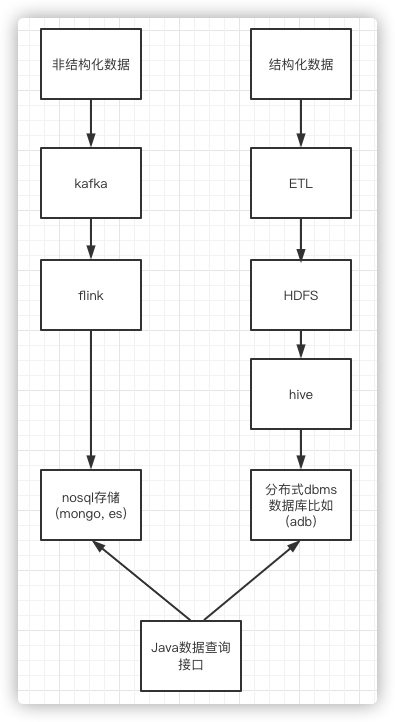 非结构化数据
结构化数据
kafka
ETL
flink
HDFS
hive
nosql存储
(mongo, es)
分布式dbms
数据库比如
(adb)
Java数据查询
接口